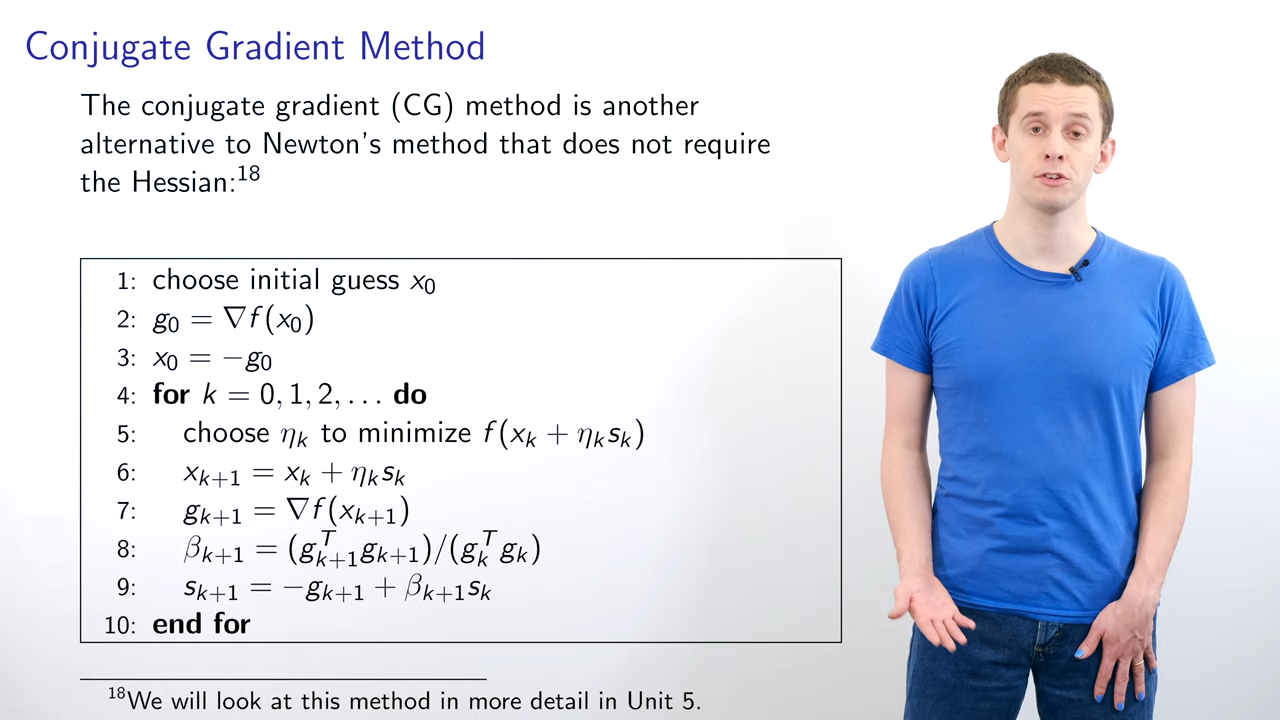 Conjugate Gradient Method
The conjugate gradient (CG) method is another
alternative to Newton's method that does not require
the Hessian:¹⁸
1: choose initial guess x₀
2: g₀ = ∇f(x₀)
3: x₀ = −g₀
4: for k = 0, 1, 2, . . . do
5: choose ηₖ to minimize f(xₖ + ηₖsₖ)
6: xₖ₊₁ = xₖ + ηₖsₖ
7: gₖ₊₁ = ∇f(xₖ₊₁)
8: βₖ₊₁ = (gᵀₖ₊₁gₖ₊₁)/(gᵀₖgₖ)
9: sₖ₊₁ = −gₖ₊₁ + βₖ₊₁sₖ
10: end for
¹⁸We will look at this method in more detail in Unit 5.